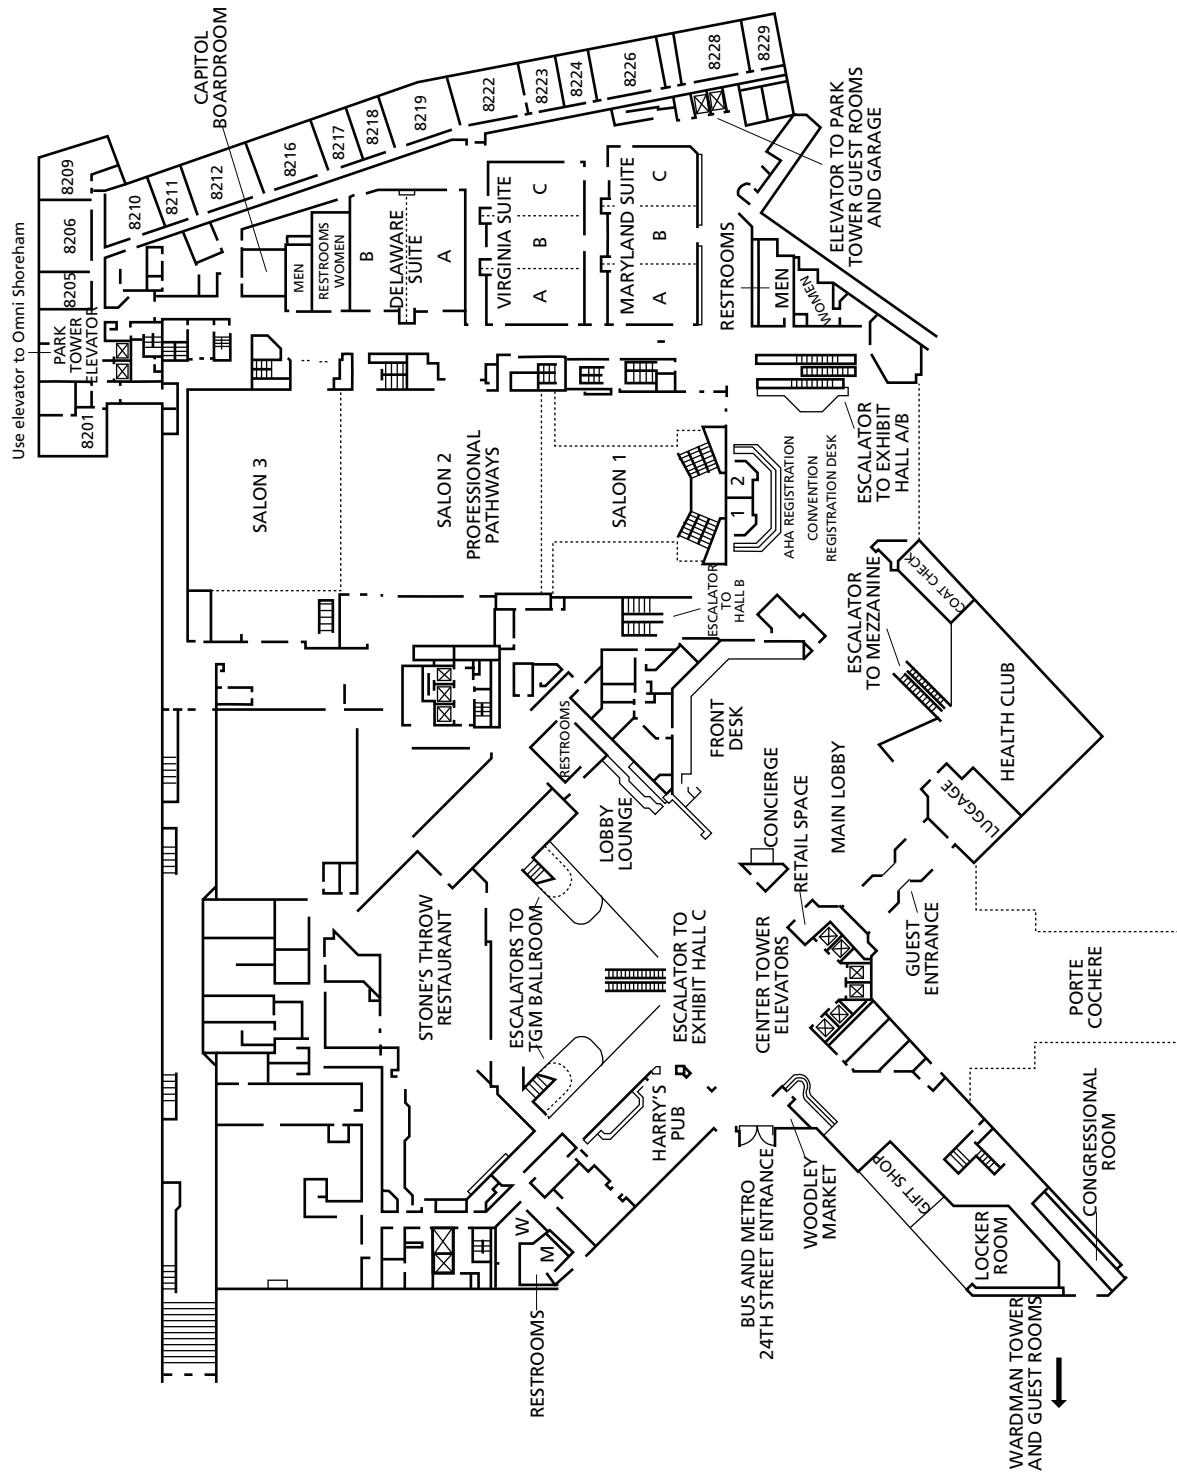 Use elevator to Omni Shoreham
8209
8206
8205
PARK
TOWER
ELEVATOR
8201
CAPITOL
BOARDROOM
8210
8211
8212
8216
8217
8218
8219
8222
8223
8224
8226
8228
8229
ELEVATOR TO PARK
TOWER GUEST ROOMS
AND GARAGE
MEN
RESTROOMS
WOMEN
B
DELAWARE
SUITE
A
VIRGINIA SUITE
A
B
C
MARYLAND SUITE
A
B
C
RESTROOMS
MEN
WOMEN
SALON 3
SALON 2
PROFESSIONAL
PATHWAYS
SALON 1
1
2
AHA REGISTRATION
CONVENTION
REGISTRATION DESK
ESCALATOR
TO EXHIBIT
HALL A/B
ESCALATOR
TO
HALL B
COAT CHECK
ESCALATOR
TO MEZZANINE
HEALTH CLUB
LUGGAGE
FRONT
DESK
RESTROOMS
LOBBY
LOUNGE
CONCIERGE
RETAIL SPACE
MAIN LOBBY
STONE'S THROW
RESTAURANT
ESCALATORS TO
TGM BALLROOM
ESCALATOR TO
EXHIBIT HALL C
CENTER TOWER
ELEVATORS
GUEST
ENTRANCE
PORTE
COCHERE
HARRY'S
PUB
W
M
RESTROOMS
BUS AND METRO
24TH STREET ENTRANCE
WOODLEY
MARKET
GIFT SHOP
LOCKER
ROOM
CONGRESSIONAL
ROOM
WARDMAN TOWER
AND GUEST ROOMS